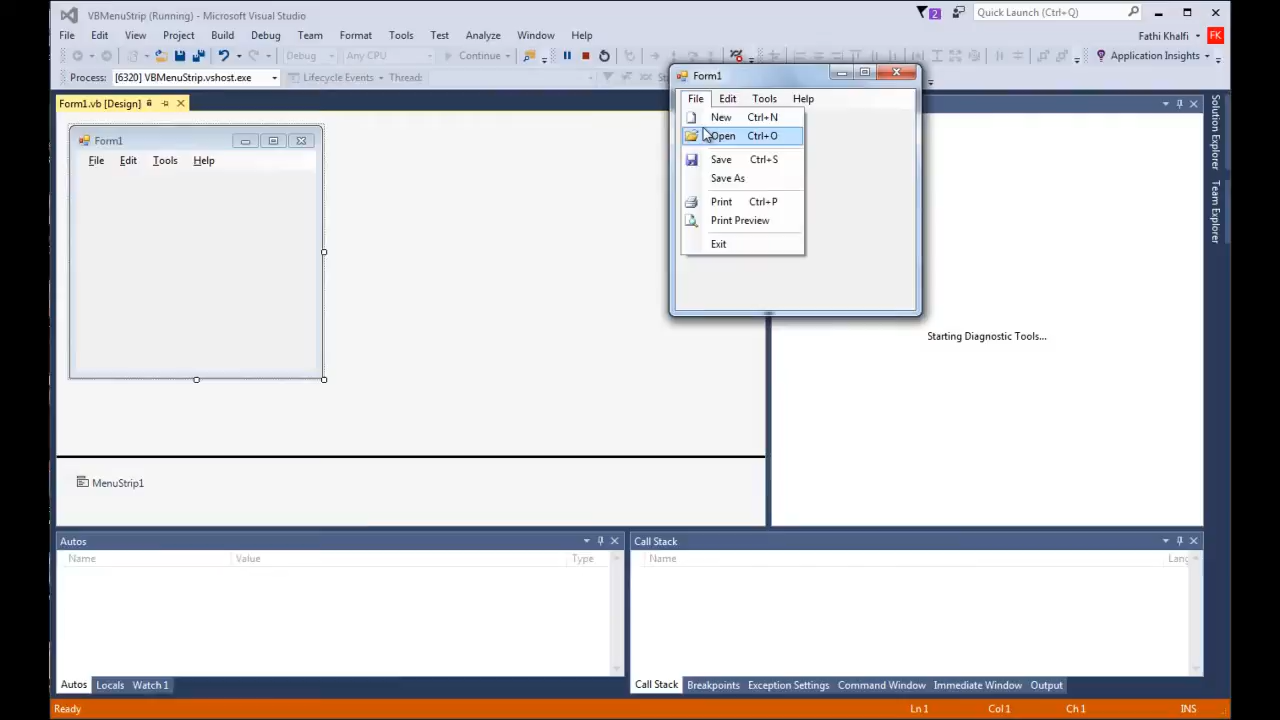 VBMenuStrip (Running) - Microsoft Visual Studio
2
Quick Launch (Ctrl+Q)
File Edit View Project Build Debug Team Format Tools Test Analyze Window Help
Fathi Khalfi FK
Debug Any CPU Continue
Application Insights
Process: [6320] VBMenuStrip.vshost.exe Lifecycle Events Thread:
Form1.vb [Design]
Form1
File Edit Tools Help
MenuStrip1
Form1
File Edit Tools Help
New Ctrl+N
Open Ctrl+O
Save Ctrl+S
Save As
Print Ctrl+P
Print Preview
Exit
Starting Diagnostic Tools...
Solution Explorer
Team Explorer
Autos
Name Value Type
Autos Locals Watch 1
Call Stack
Name
Call Stack Breakpoints Exception Settings Command Window Immediate Window Output
Ready Ln 1 Col 1 Ch 1 INS